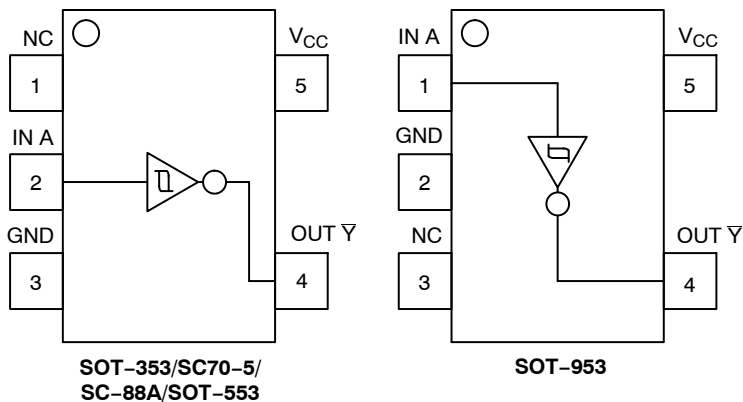 NC
1
IN A
2
GND
3
VCC
5
OUT Y̅
4
SOT−353/SC70−5/
SC−88A/SOT−553
IN A
1
GND
2
NC
3
VCC
5
OUT Y̅
4
SOT−953